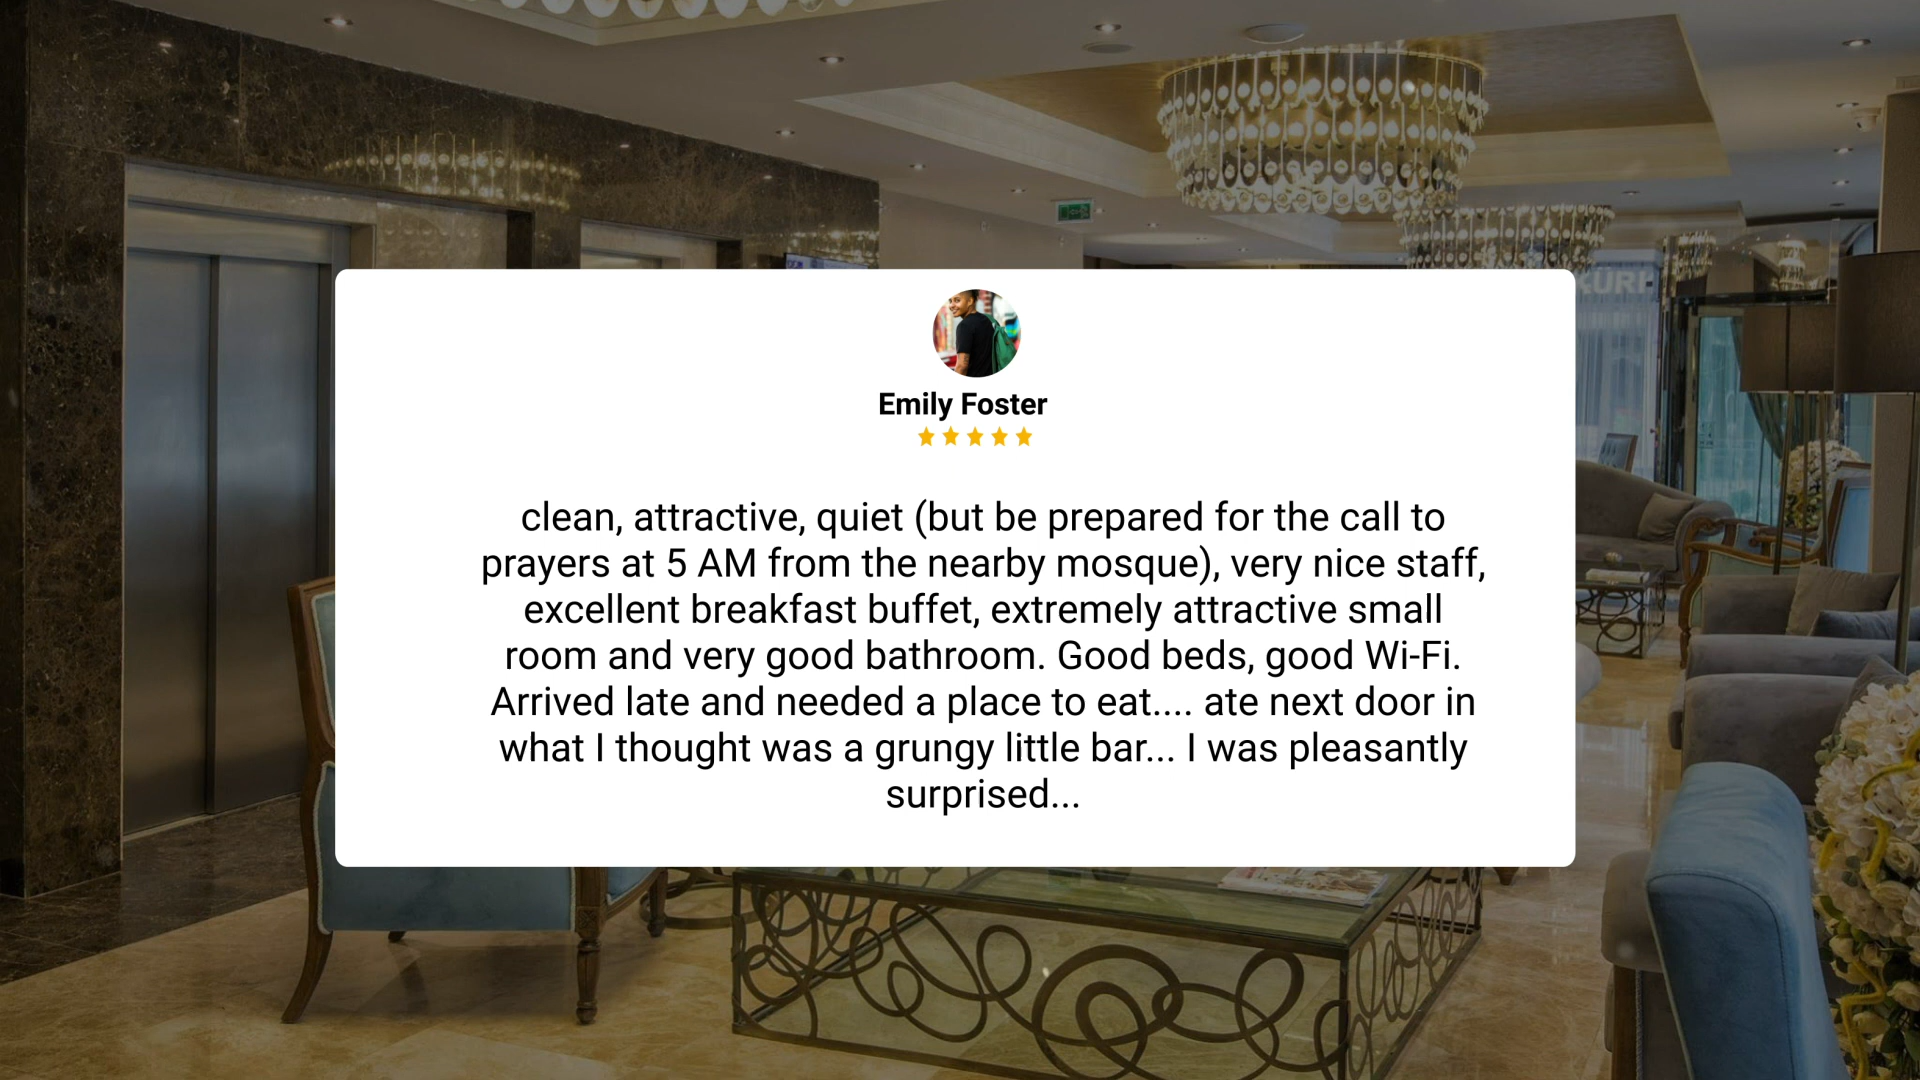 Emily Foster
clean, attractive, quiet (but be prepared for the call to
prayers at 5 AM from the nearby mosque), very nice staff,
excellent breakfast buffet, extremely attractive small
room and very good bathroom. Good beds, good Wi-Fi.
Arrived late and needed a place to eat.... ate next door in
what I thought was a grungy little bar... I was pleasantly
surprised...